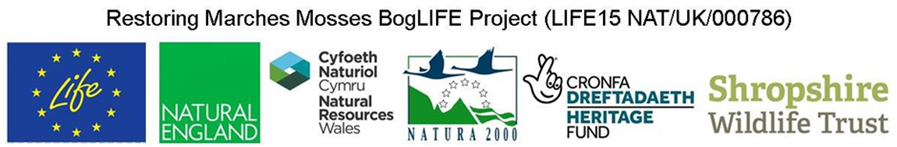 Restoring Marches Mosses BogLIFE Project (LIFE15 NAT/UK/000786)
Life
NATURAL
ENGLAND
Cyfoeth
Naturiol
Cymru
Natural
Resources
Wales
NATURA 2000
CRONFA
DREFTADAETH
HERITAGE
FUND
Shropshire
Wildlife Trust